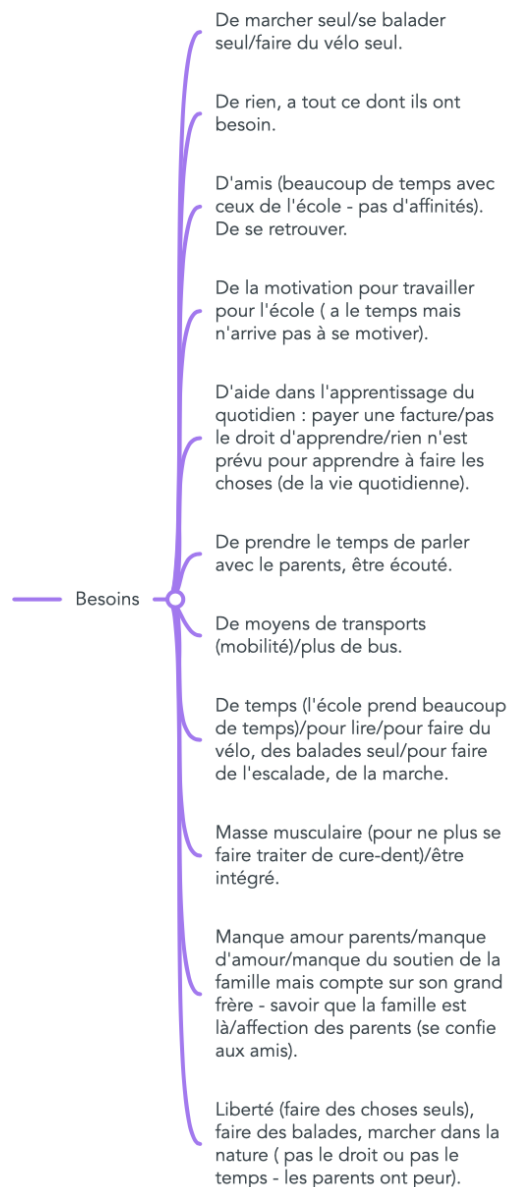 De marcher seul/se balader
seul/faire du vélo seul.
De rien, a tout ce dont ils ont
besoin.
D'amis (beaucoup de temps avec
ceux de l'école - pas d'affinités).
De se retrouver.
De la motivation pour travailler
pour l'école ( a le temps mais
n'arrive pas à se motiver).
D'aide dans l'apprentissage du
quotidien : payer une facture/pas
le droit d'apprendre/rien n'est
prévu pour apprendre à faire les
choses (de la vie quotidienne).
De prendre le temps de parler
avec le parents, être écouté.
Besoins
De moyens de transports
(mobilité)/plus de bus.
De temps (l'école prend beaucoup
de temps)/pour lire/pour faire du
vélo, des balades seul/pour faire
de l'escalade, de la marche.
Masse musculaire (pour ne plus se
faire traiter de cure-dent)/être
intégré.
Manque amour parents/manque
d'amour/manque du soutien de la
famille mais compte sur son grand
frère - savoir que la famille est
là/affection des parents (se confie
aux amis).
Liberté (faire des choses seuls),
faire des balades, marcher dans la
nature ( pas le droit ou pas le
temps - les parents ont peur).